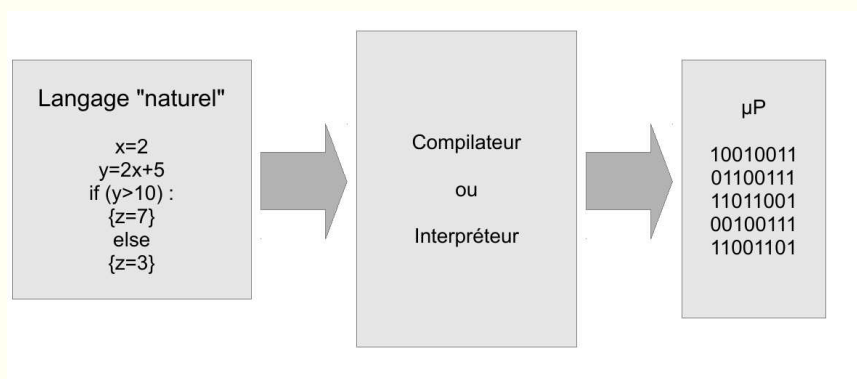 Langage "naturel"
x=2
y=2x+5
if (y>10) :
{z=7}
else
{z=3}
Compilateur
ou
Interpréteur
µP
10010011
01100111
11011001
00100111
11001101